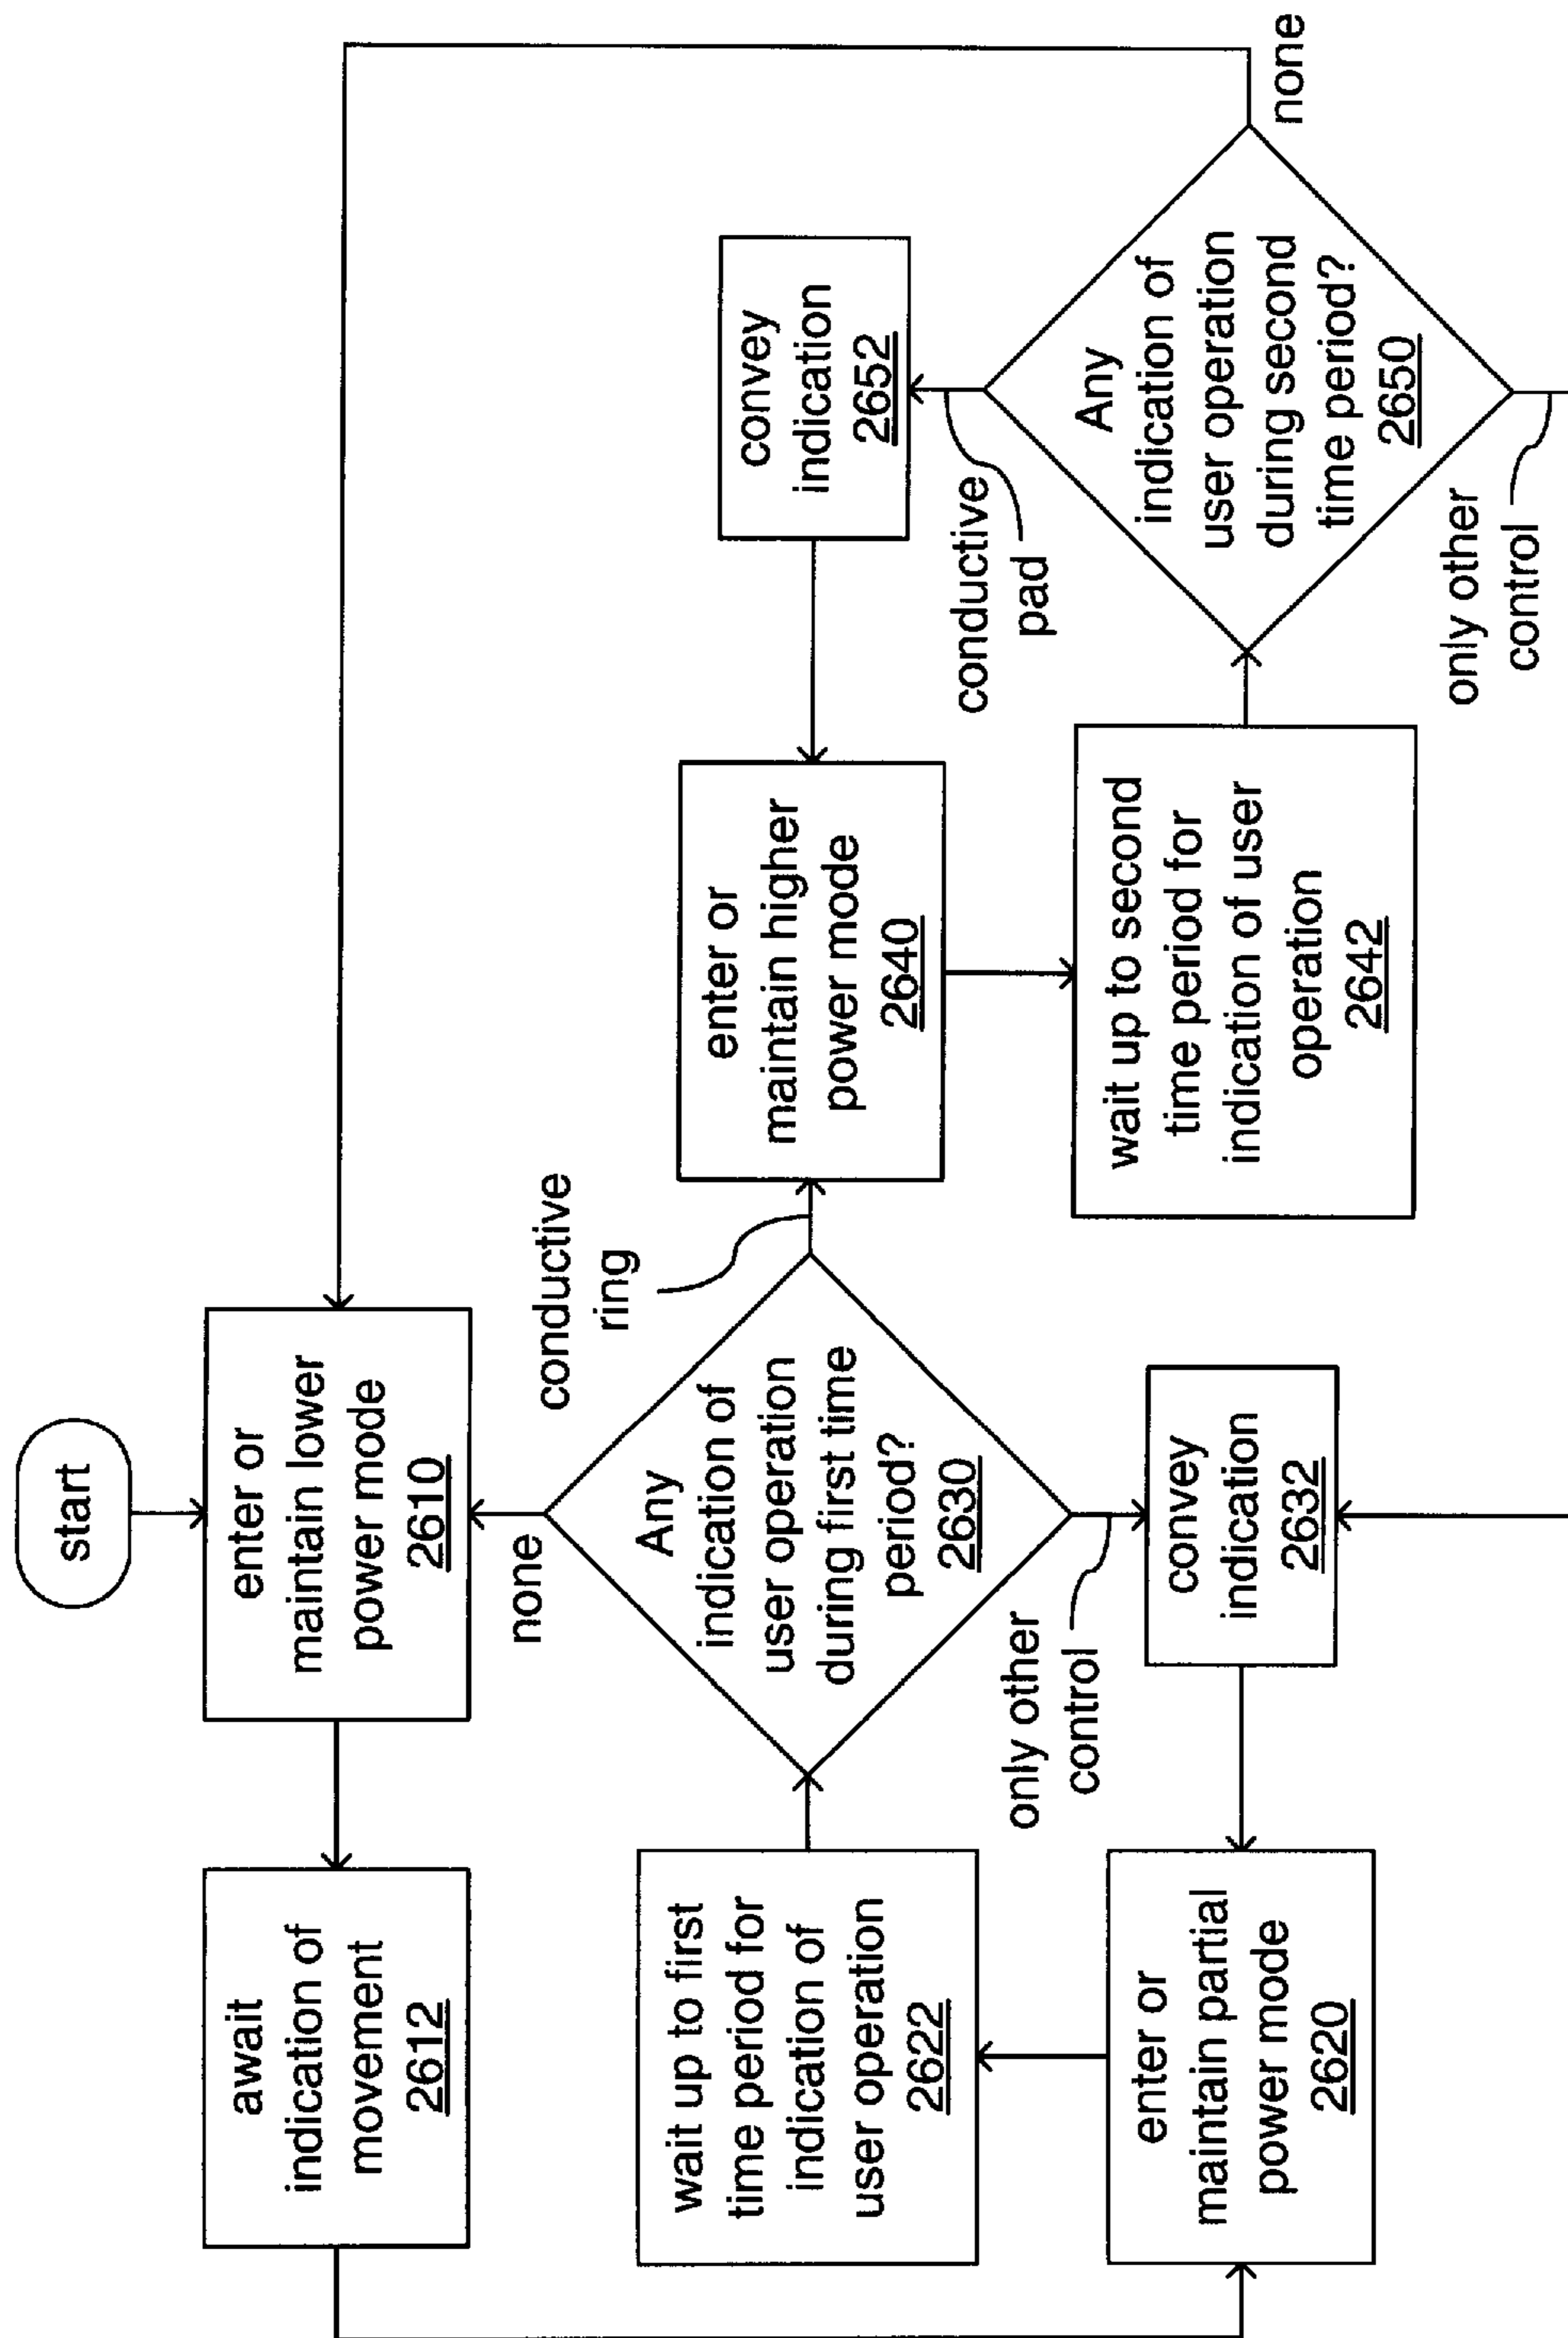 start
enter or
maintain lower
power mode
2610
await
indication of
movement
2612
none
conductive
ring
wait up to first
time period for
indication of
user operation
2622
Any
indication of
user operation
during first time
period?
2630
enter or
maintain higher
power mode
2640
convey
indication
2652
conductive
pad
only other
control
enter or
maintain partial
power mode
2620
convey
indication
2632
wait up to second
time period for
indication of user
operation
2642
Any
indication of
user operation
during second
time period?
2650
none
only other
control